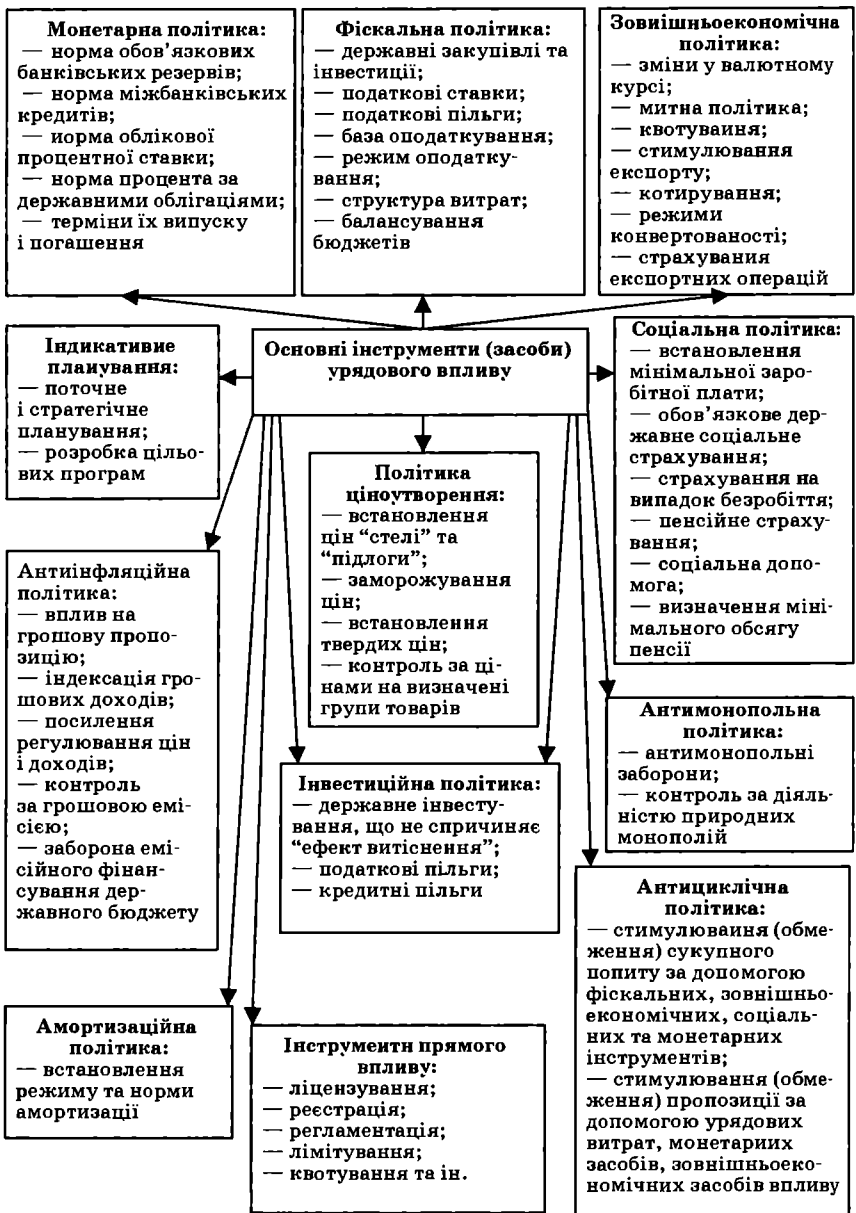 Монетарна політика:
— норма обов’язкових
банківських резервів;
— норма міжбанківських
кредитів;
— иорма облікової
процентної ставки;
— норма процента за
державними облігаціями;
— терміни їх випуску
і погашення
Фіскальна політика:
— державні закупівлі та
інвестиції;
— податкові ставки;
— податкові пільги;
— база оподаткування;
— режим оподатку-
вання;
— структура витрат;
— балансування
бюджетів
Зовиішньоекономічна
політика:
— зміни у валютному
курсі;
— митна політика;
— квотуваиия;
— стимулювання
експорту;
— котирування;
— режими
конвертованості;
— страхувания
експортних операцій
Індикативие
плаиування:
— поточне
і стратегічне
планування;
— розробка цільо-
вих програм
Основні інструменти (засоби)
урядового впливу
Соціальна політика:
— встановлення
мінімальної заро-
бітної плати;
— обов’язкове дер-
жавне соціальне
страхування;
— страхування на
випадок безробіття;
— пенсійне страху-
вання;
— соціальна допо-
мога;
— визначення міні-
мального обсягу
пенсії
Політика
ціноутворення:
— встановлення
цін “стелі” та
“підлоги”;
— заморожування
цін;
— встановлення
твердих цін;
— контроль за ці-
нами на визначені
групи товарів
Антиінфляційна
політика:
— вплив на
грошову пропо-
зицію;
— індексація гро-
шових доходів;
— посилення
регулювання цін
і доходів;
— контроль
за грошовою емі-
сією;
— заборона емі-
сійного фінан-
сування дер-
жавного бюджету
Антимонопольна
політика:
— антимонопольні
заборони;
— контроль за діяль-
ністю природних
монополій
Інвестиційна політика:
— державне інвесту-
вання, що не спричиняє
“ефект витіснення”;
— податкові пільги;
— кредитні пільги
Антициклічна
політика:
— стимулюваиия (обме-
ження) сукупного
попиту за допомогою
фіскальних, зовнішньо-
економічних, соціаль-
них та монетарних
інструментів;
— стимулювання (обме-
ження) пропозиції за
допомогою урядових
витрат, монетариих
засобів, зовнішньоеко-
номічних засобів впливу
Амортизаційна
політика:
— встановлення
режиму та норми
амортизації
Інструмеитн прямого
впливу:
— ліцензування;
— реєстрація;
— регламентація;
— лімітування;
— квотування та ін.